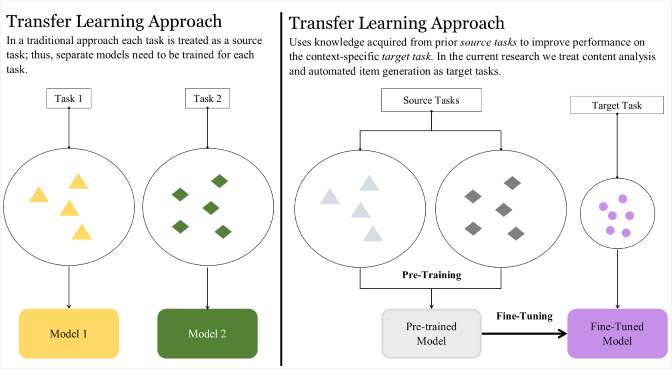 Transfer Learning Approach
In a traditional approach each task is treated as a source
task; thus, separate models need to be trained for each
task.
Task 1
Task 2
Model 1
Model 2
Transfer Learning Approach
Uses knowledge acquired from prior source tasks to improve performance on
the context-specific target task. In the current research we treat content analysis
and automated item generation as target tasks.
Source Tasks
Target Task
Pre-Training
Pre-trained
Model
Fine-Tuning
Fine-Tuned
Model